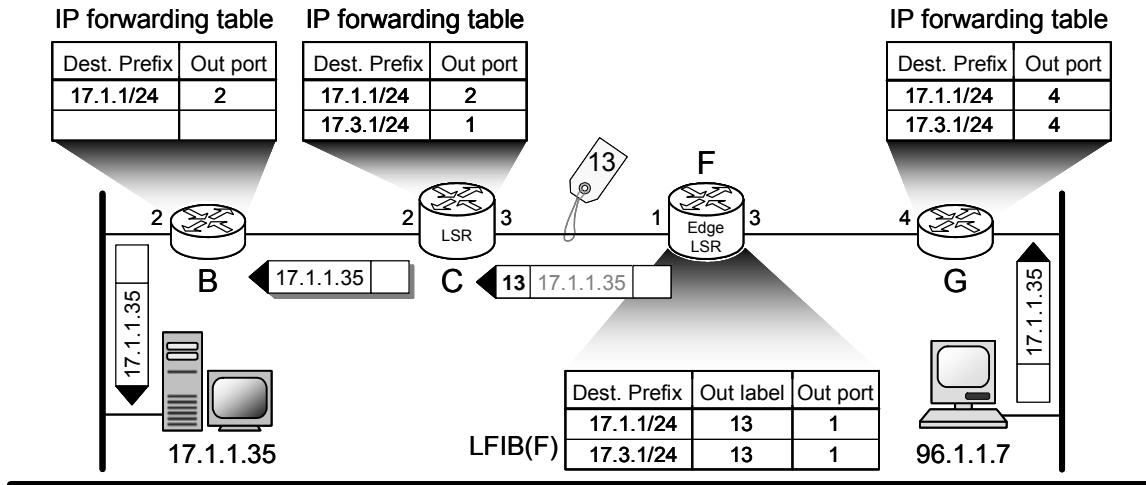 IP forwarding table
Dest. Prefix Out port
17.1.1/24 2
IP forwarding table
Dest. Prefix Out port
17.1.1/24 2
17.3.1/24 1
IP forwarding table
Dest. Prefix Out port
17.1.1/24 4
17.3.1/24 4
13
F
2
2
LSR
3
1
Edge
LSR
3
4
B
17.1.1.35
C
13 17.1.1.35
G
17.1.1.35
17.1.1.35
17.1.1.35
LFIB(F)
Dest. Prefix Out label Out port
17.1.1/24 13 1
17.3.1/24 13 1
96.1.1.7